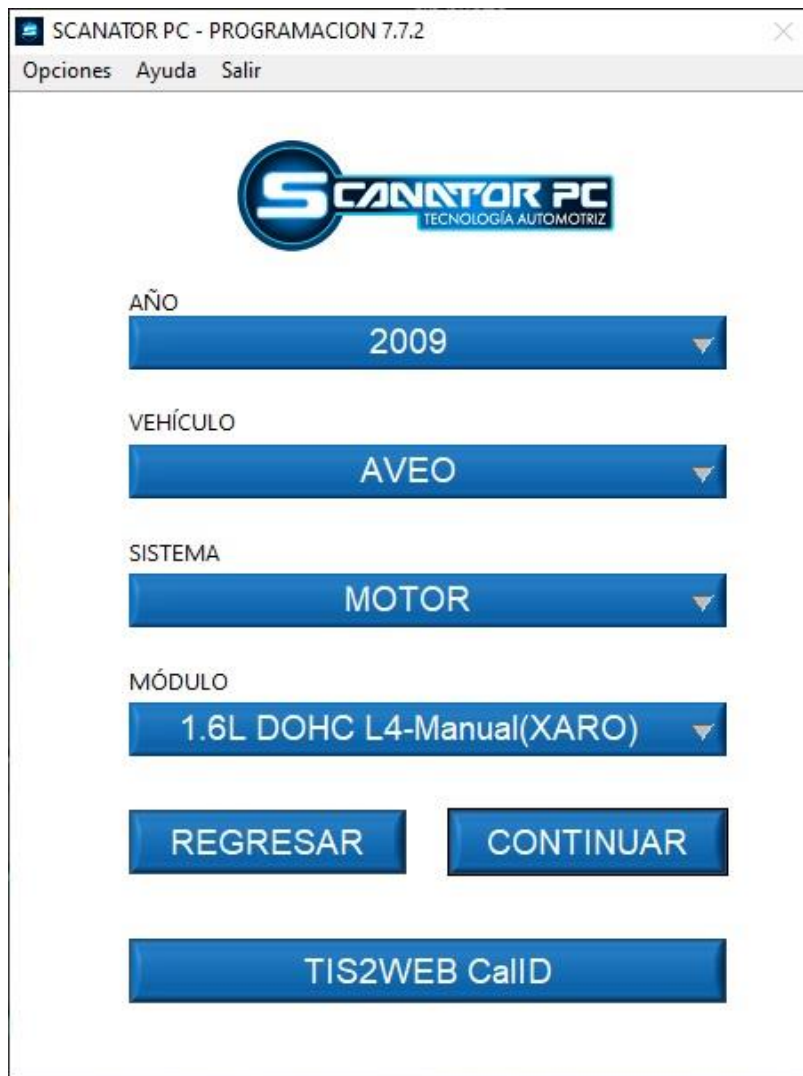 SCANATOR PC - PROGRAMACION 7.7.2
Opciones Ayuda Salir
SCANATOR PC
TECNOLOGÍA AUTOMOTRIZ
AÑO
2009
VEHÍCULO
AVEO
SISTEMA
MOTOR
MÓDULO
1.6L DOHC L4-Manual(XARO)
REGRESAR CONTINUAR
TIS2WEB CalID